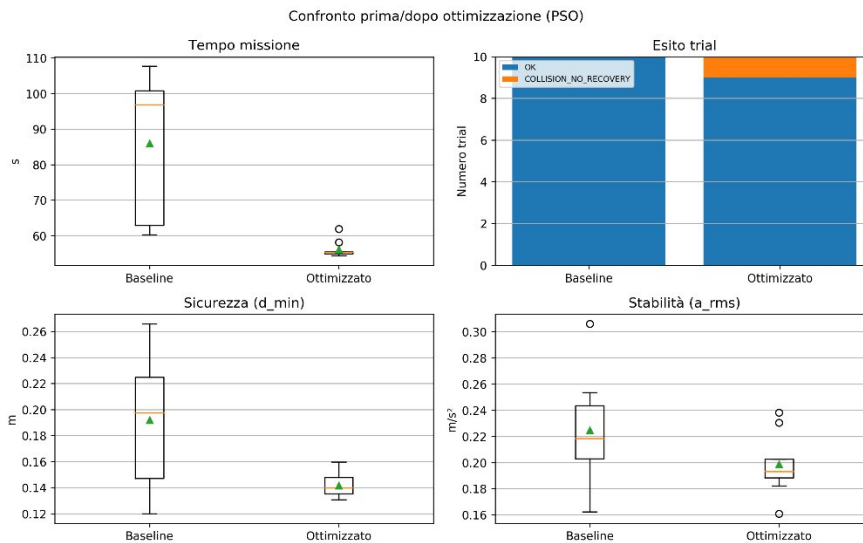 Confronto prima/dopo ottimizzazione (PSO)
Tempo missione
110
100
90
80
70
60
s
Baseline
Ottimizzato
Esito trial
10
8
6
4
2
0
Numero trial
OK
COLLISION_NO_RECOVERY
Baseline
Ottimizzato
Sicurezza (d_min)
0.26
0.24
0.22
0.20
0.18
0.16
0.14
0.12
m
Baseline
Ottimizzato
Stabilità (a_rms)
0.30
0.28
0.26
0.24
0.22
0.20
0.18
0.16
m/s²
Baseline
Ottimizzato